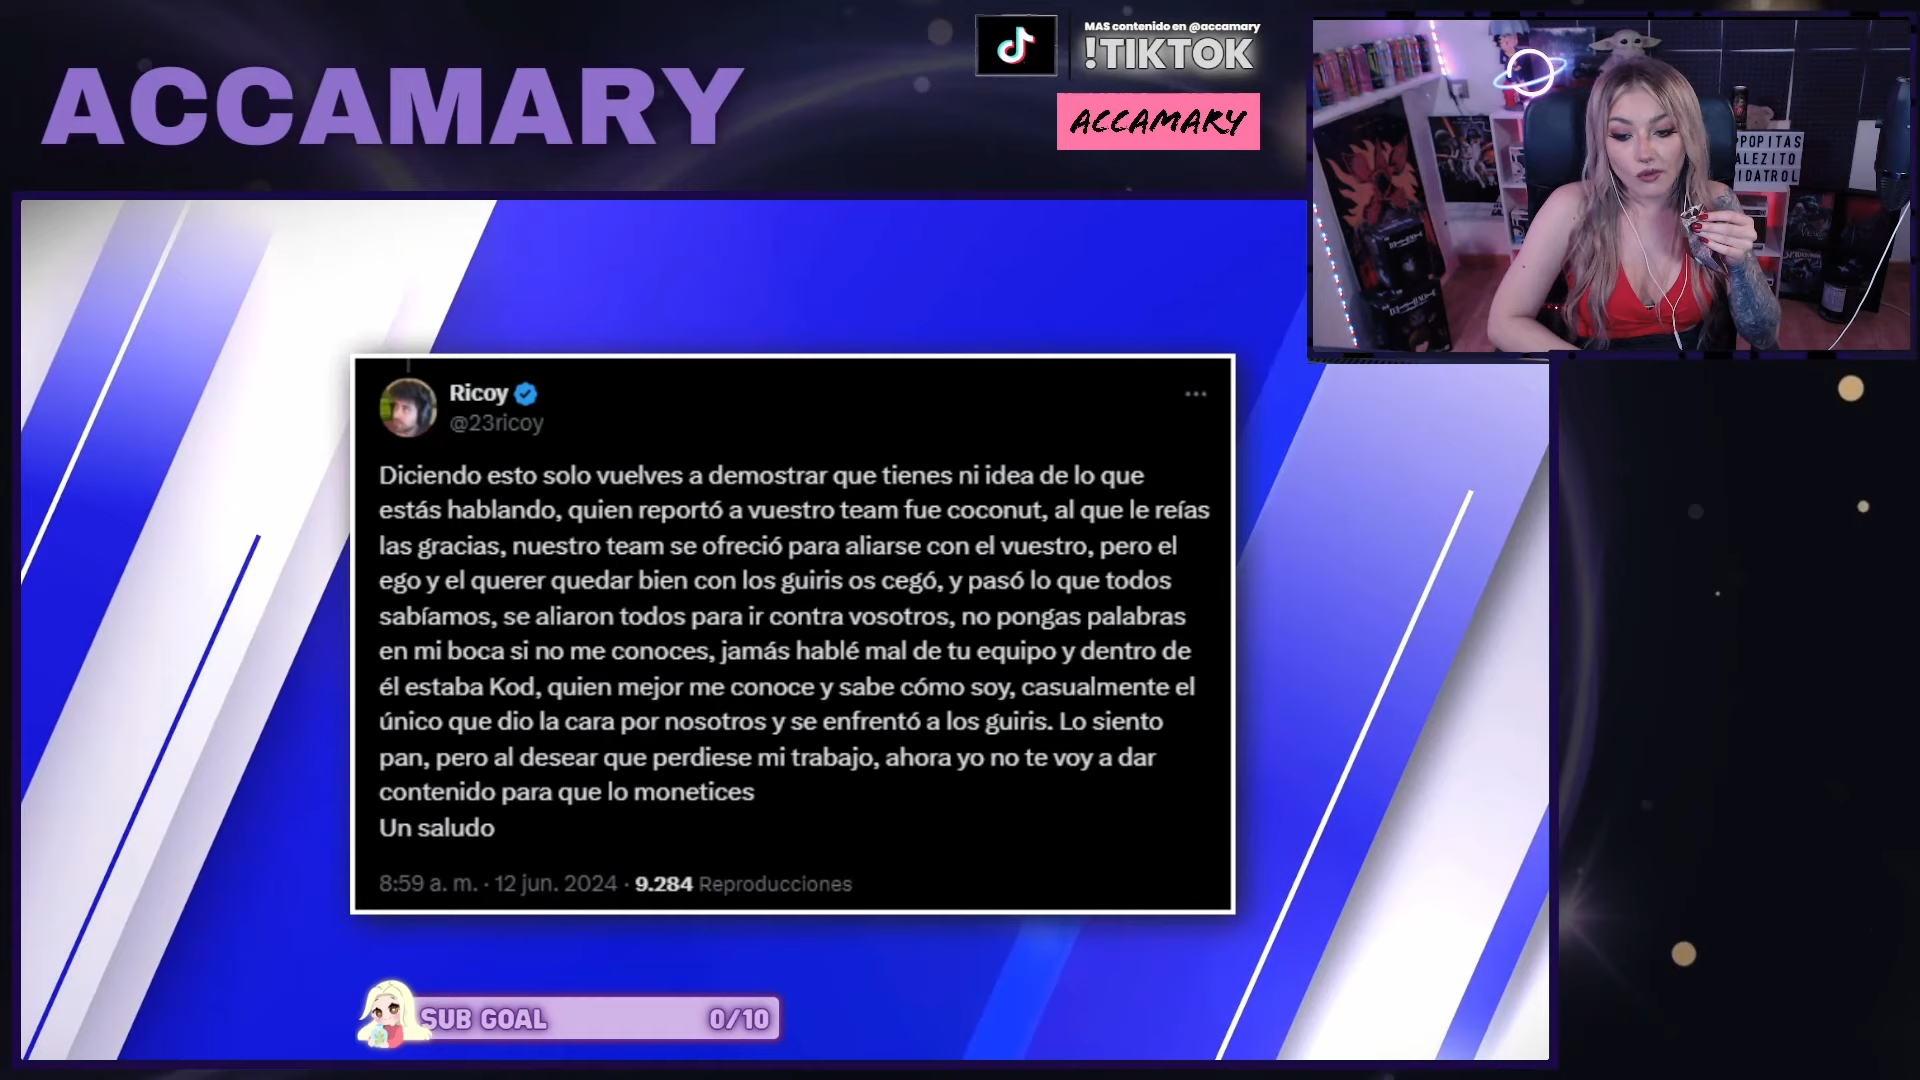 ACCAMARY
MAS contenido en @accamary
!TIKTOK
ACCAMARY
POPITAS
ALEZITO
IDATROL
Ricoy
@23ricoy
Diciendo esto solo vuelves a demostrar que tienes ni idea de lo que
estás hablando, quien reportó a vuestro team fue coconut, al que le reías
las gracias, nuestro team se ofreció para aliarse con el vuestro, pero el
ego y el querer quedar bien con los guiris os cegó, y pasó lo que todos
sabíamos, se aliaron todos para ir contra vosotros, no pongas palabras
en mi boca si no me conoces, jamás hablé mal de tu equipo y dentro de
él estaba Kod, quien mejor me conoce y sabe cómo soy, casualmente el
único que dio la cara por nosotros y se enfrentó a los guiris. Lo siento
pan, pero al desear que perdiese mi trabajo, ahora yo no te voy a dar
contenido para que lo monetices
Un saludo
8:59 a. m. · 12 jun. 2024 · 9.284 Reproducciones
SUB GOAL 0/10